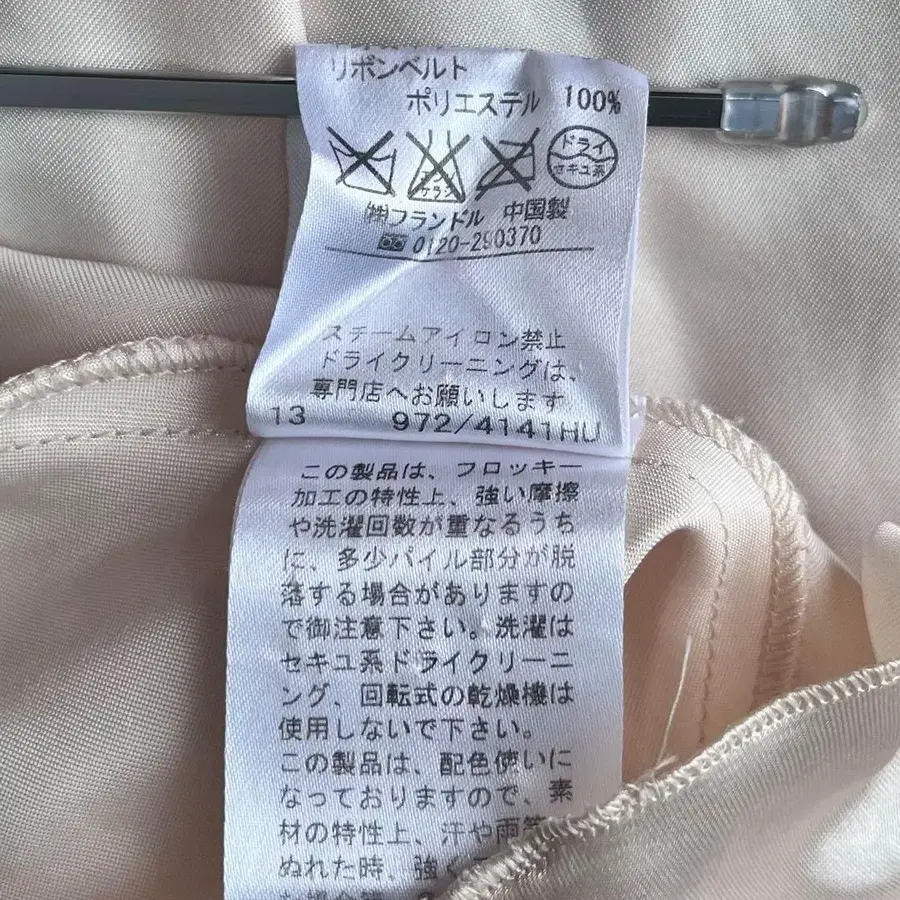 リボンベルト
ポリエステル 100%
ドライ
セキユ系
エンソ
サラシ
㈱フランドル 中国製
0120-290370
スチームアイロン禁止
ドライクリーニングは、
専門店へお願いします
13 972/4141HU
この製品は、フロッキー
加工の特性上、強い摩擦
や洗濯回数が重なるうち
に、多少パイル部分が脱
落する場合がありますの
で御注意下さい。洗濯は
セキユ系ドライクリーニ
ング、回転式の乾燥機は
使用しないで下さい。
この製品は、配色使いに
なっておりますので、素
材の特性上、汗や雨等
ぬれた時、強く